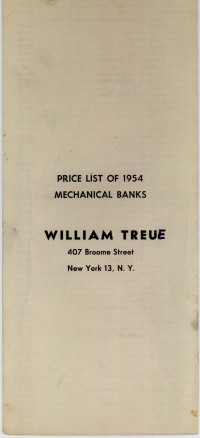 PRICE LIST OF 1954
MECHANICAL BANKS
WILLIAM TREUE
407 Broome Street
New York 13, N. Y.